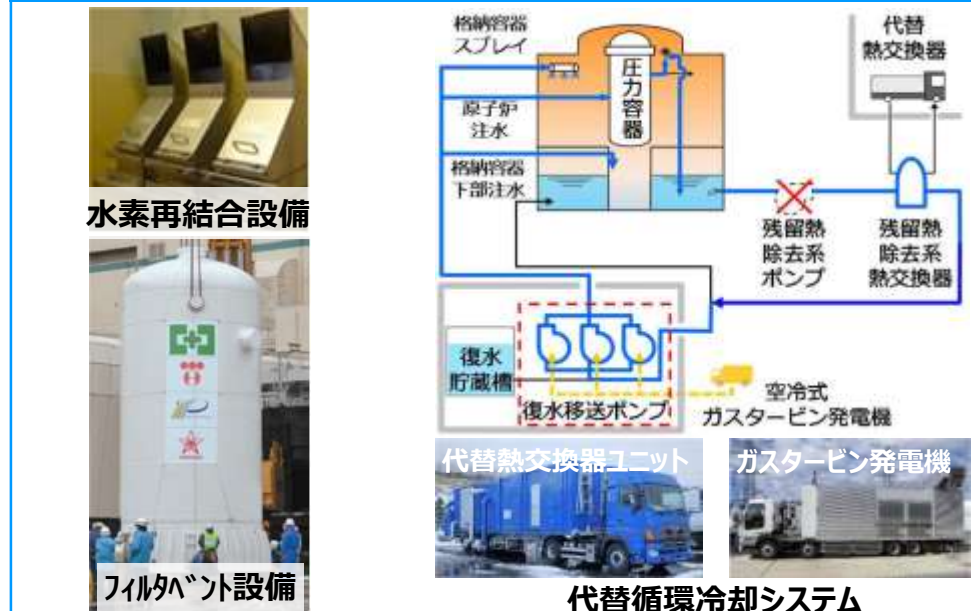 水素再結合設備
フィルタベント設備
格納容器
スプレイ
原子炉
注水
格納容器
下部注水
圧力容器
代替
熱交換器
残留熱
除去系
ポンプ
残留熱
除去系
熱交換器
復水
貯蔵槽
復水移送ポンプ
空冷式
ガスタービン発電機
代替熱交換器ユニット
ガスタービン発電機
代替循環冷却システム